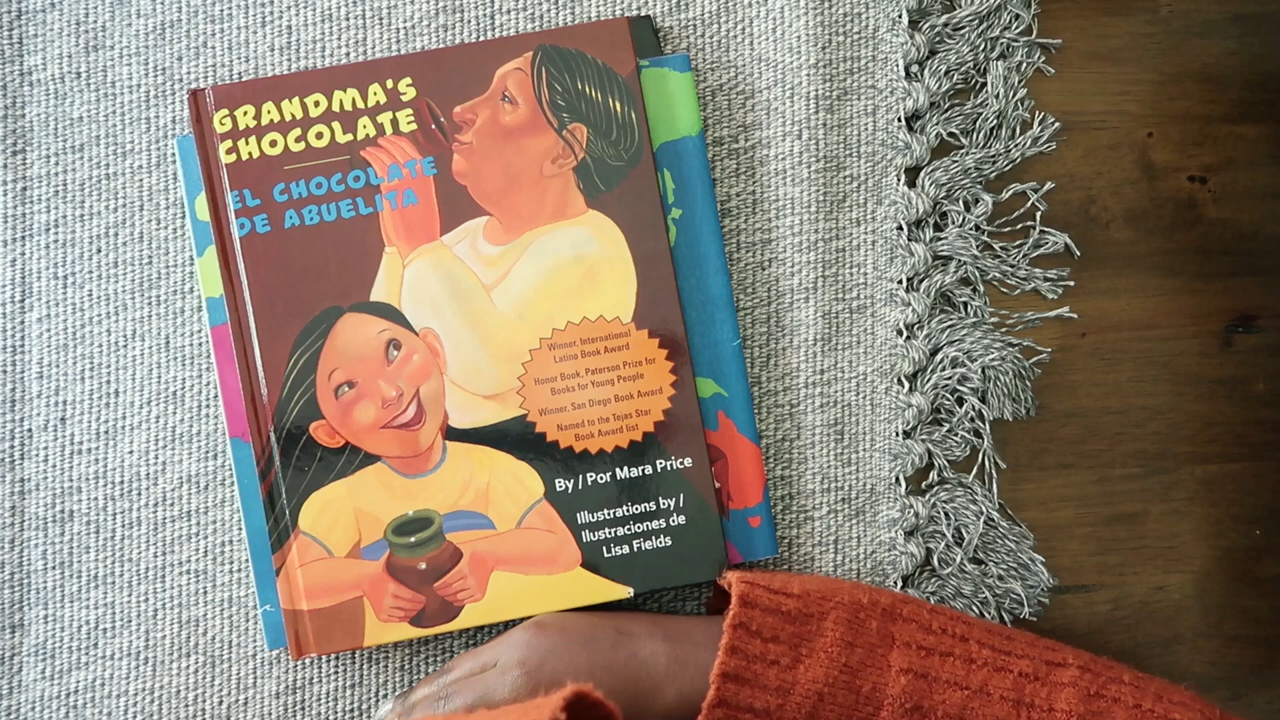 GRANDMA'S
CHOCOLATE
EL CHOCOLATE
DE ABUELITA
Winner, International
Latino Book Award
Honor Book, Paterson Prize for
Books for Young People
Winner, San Diego Book Award
Named to the Tejas Star
Book Award list
By / Por Mara Price
Illustrations by /
Ilustraciones de
Lisa Fields